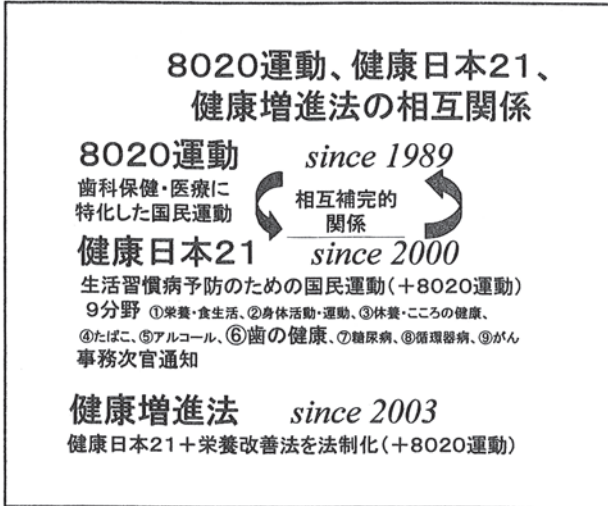 8020運動、健康日本21、
健康増進法の相互関係
8020運動 since 1989
歯科保健・医療に
特化した国民運動
相互補完的
関係
健康日本21 since 2000
生活習慣病予防のための国民運動(+8020運動)
9分野 ①栄養・食生活、②身体活動・運動、③休養・こころの健康、
④たばこ、⑤アルコール、⑥歯の健康、⑦糖尿病、⑧循環器病、⑨がん
事務次官通知
健康増進法 since 2003
健康日本21+栄養改善法を法制化(+8020運動)